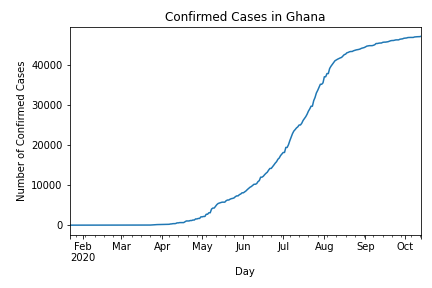 Confirmed Cases in Ghana
Number of Confirmed Cases
40000
30000
20000
10000
0
Feb Mar Apr May Jun Jul Aug Sep Oct
2020
Day